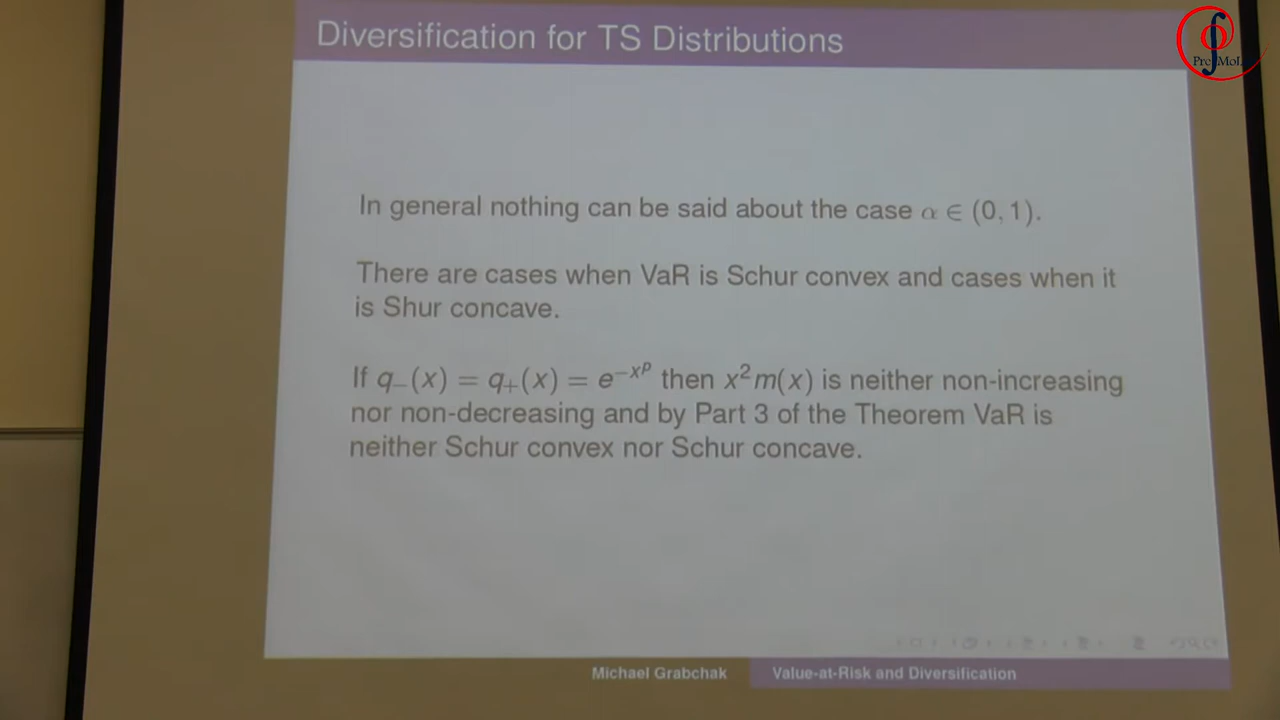 Diversification for TS Distributions
Prc Mol.
In general nothing can be said about the case α ∈ (0, 1).
There are cases when VaR is Schur convex and cases when it
is Shur concave.
If q₋(x) = q₊(x) = e^{-x^p} then x²m(x) is neither non-increasing
nor non-decreasing and by Part 3 of the Theorem VaR is
neither Schur convex nor Schur concave.
Michael Grabchak
Value-at-Risk and Diversification